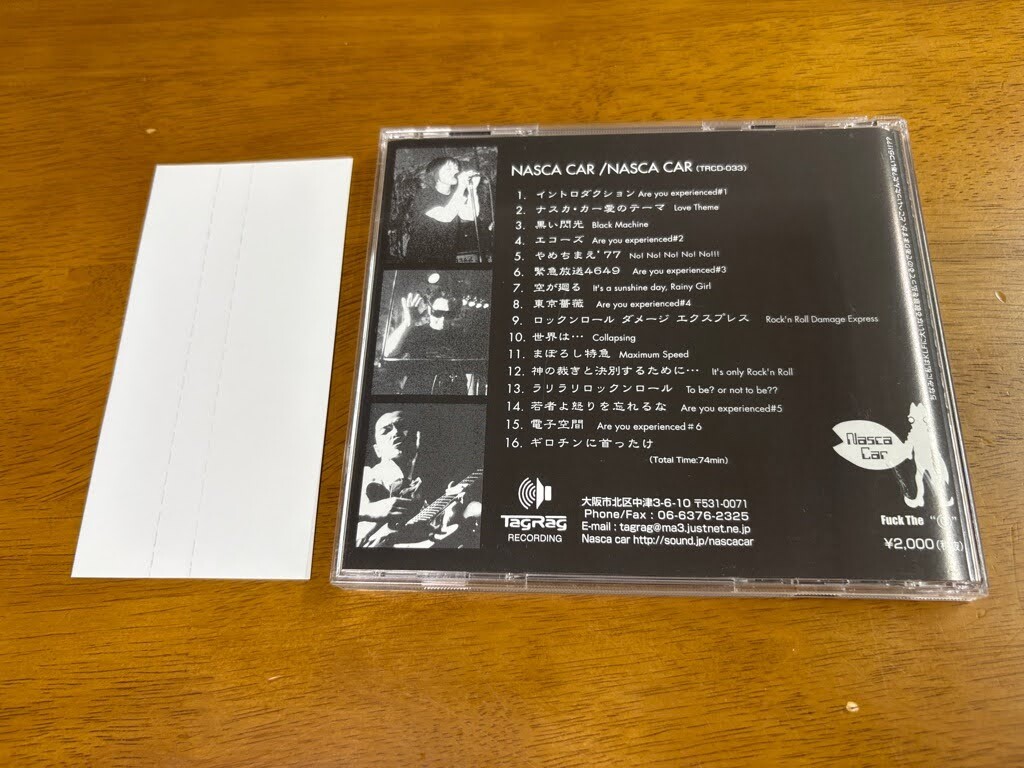 NASCA CAR /NASCA CAR (TRCD-033)
1. イントロダクション Are you experienced#1
2. ナスカ・カー愛のテーマ Love Theme
3. 黒い閃光 Black Machine
4. エコーズ Are you experienced#2
5. やめちまえ'77 No! No! No! No! No!!!
6. 緊急放送4649 Are you experienced#3
7. 空が廻る It's a sunshine day, Rainy Girl
8. 東京薔薇 Are you experienced#4
9. ロックンロール ダメージ エクスプレス Rock'n Roll Damage Express
10. 世界は… Collapsing
11. まぼろし特急 Maximum Speed
12. 神の裁きと決別するために… It's only Rock'n Roll
13. ラリラリロックンロール To be? or not to be??
14. 若者よ怒りを忘れるな Are you experienced#5
15. 電子空間 Are you experienced#6
16. ギロチンに首ったけ
(Total Time:74min)
TagRag
RECORDING
大阪市北区中津3-6-10 〒531-0071
Phone/Fax : 06-6376-2325
E-mail : tagrag@ma3.justnet.ne.jp
Nasca car http://sound.jp/nascacar
Nasca
Car
Fuck The
¥2,000